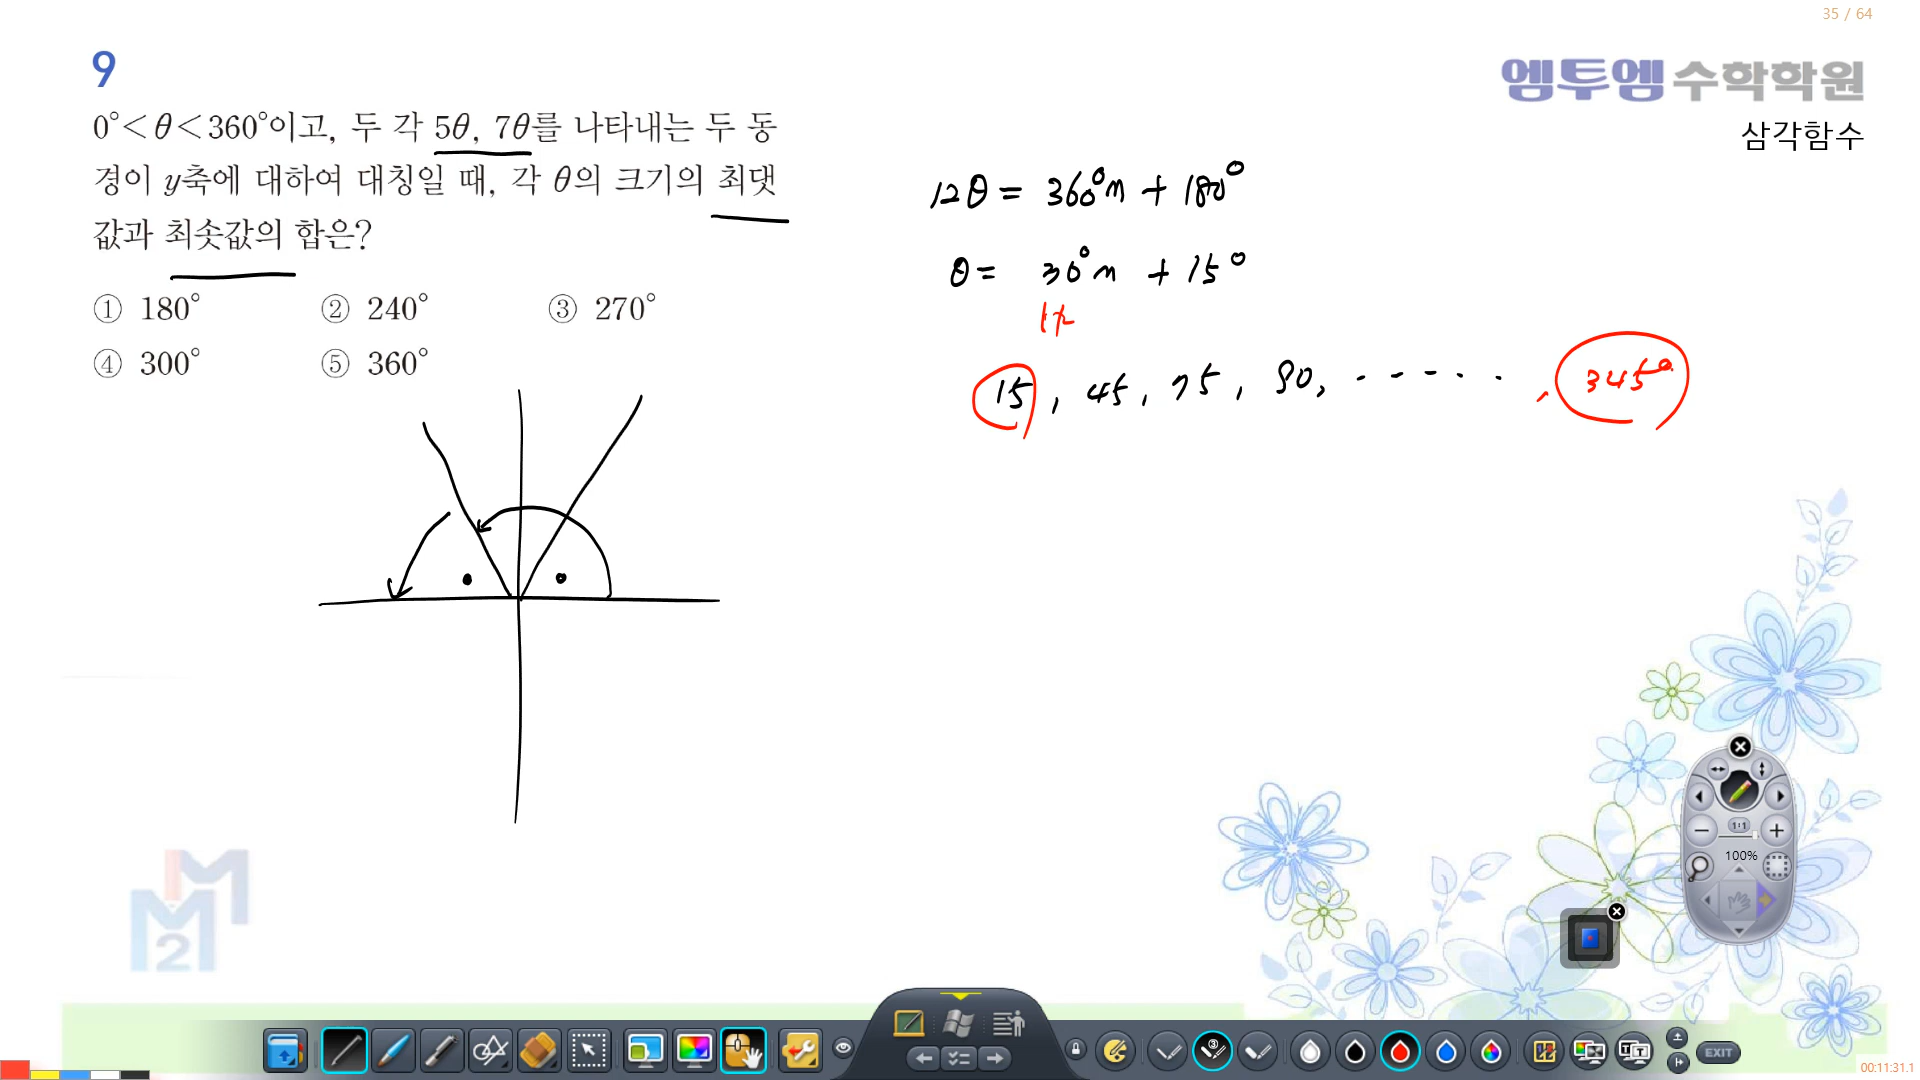 35 / 64
9
엠투엠 수학학원
삼각함수
0°<θ<360°이고, 두 각 5θ, 7θ를 나타내는 두 동
경이 y축에 대하여 대칭일 때, 각 θ의 크기의 최댓
값과 최솟값의 합은?
① 180° ② 240° ③ 270°
④ 300° ⑤ 360°
12θ = 360°n + 180°
θ = 30°n + 15°
15, 45, 75, 90, ......, 345°
M
M2
1:1
100%
EXIT
00:11:31.1